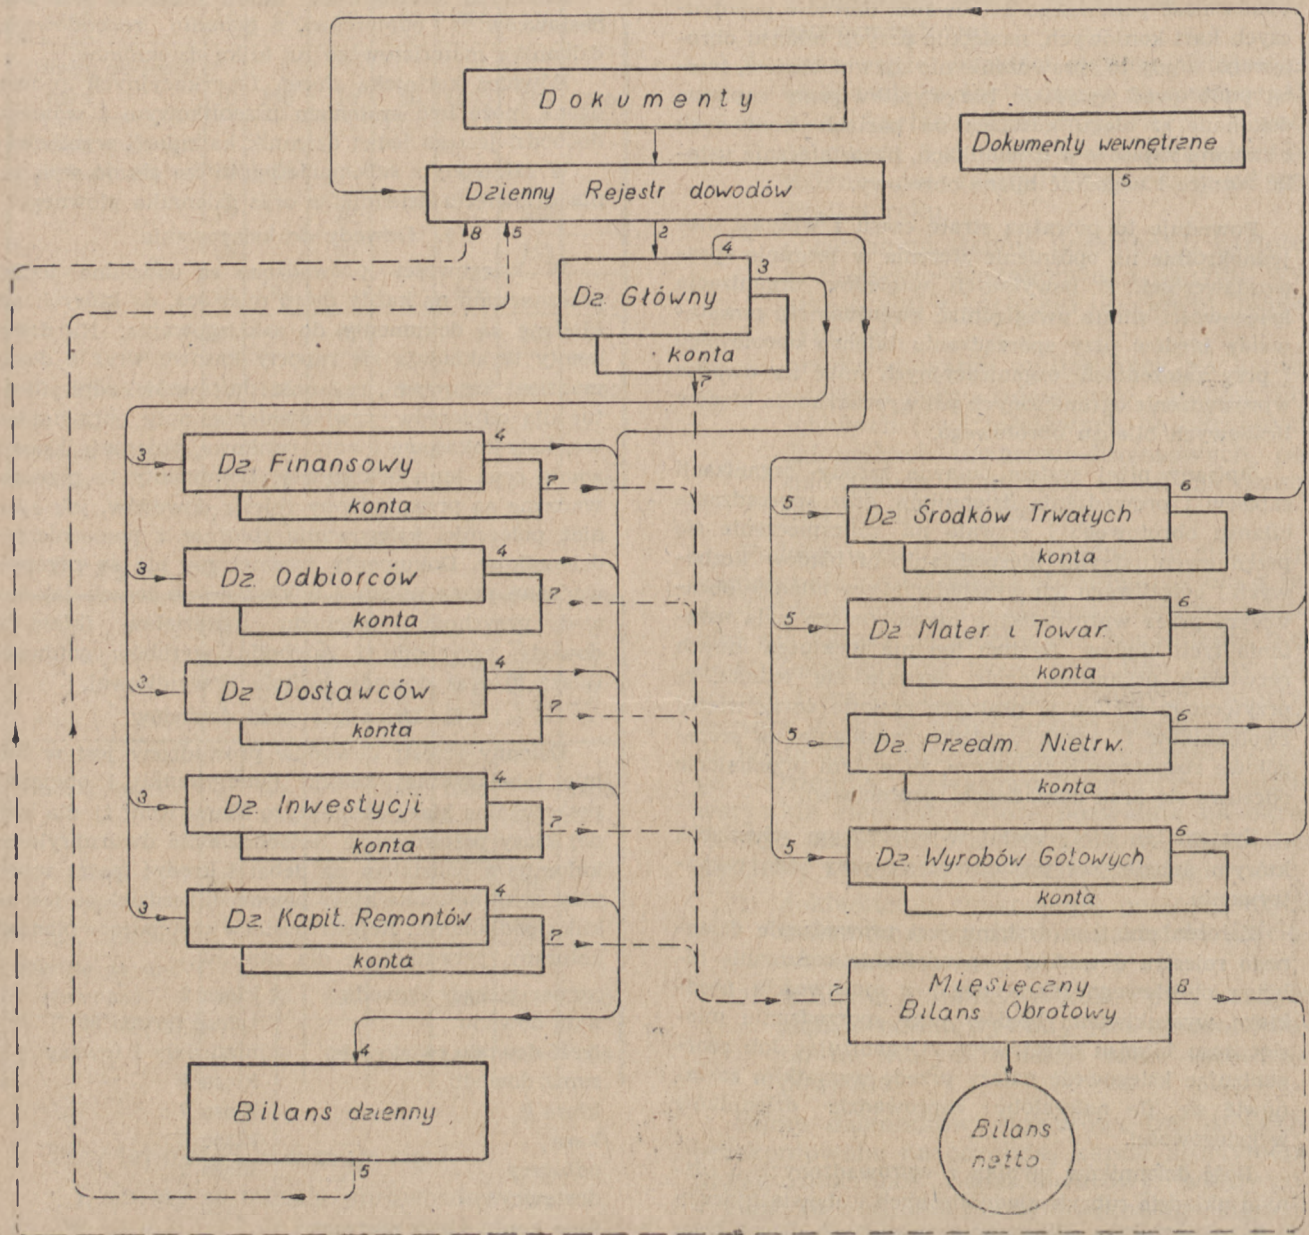 Dokumenty
Dokumenty wewnętrzne
5
Dzienny Rejestr dowodów
8 5 2 4
3
Dz. Główny
konta
7
3 Dz. Finansowy 4
konta 7
3 Dz. Odbiorców 4
konta 7
3 Dz. Dostawców 4
konta 7
3 Dz. Inwestycji 4
konta 7
3 Dz. Kapit. Remontów 4
konta 7
5 Dz Środków Trwałych 6
konta
5 Dz Mater i Towar.
6
konta
5 Dz. Przedm. Nietrw. 6
konta
5 Dz. Wyrobów Gotowych 6
konta
7 Miesięczny 8
Bilans Obrotowy
4
Bilans dzienny
5
Bilans
netto